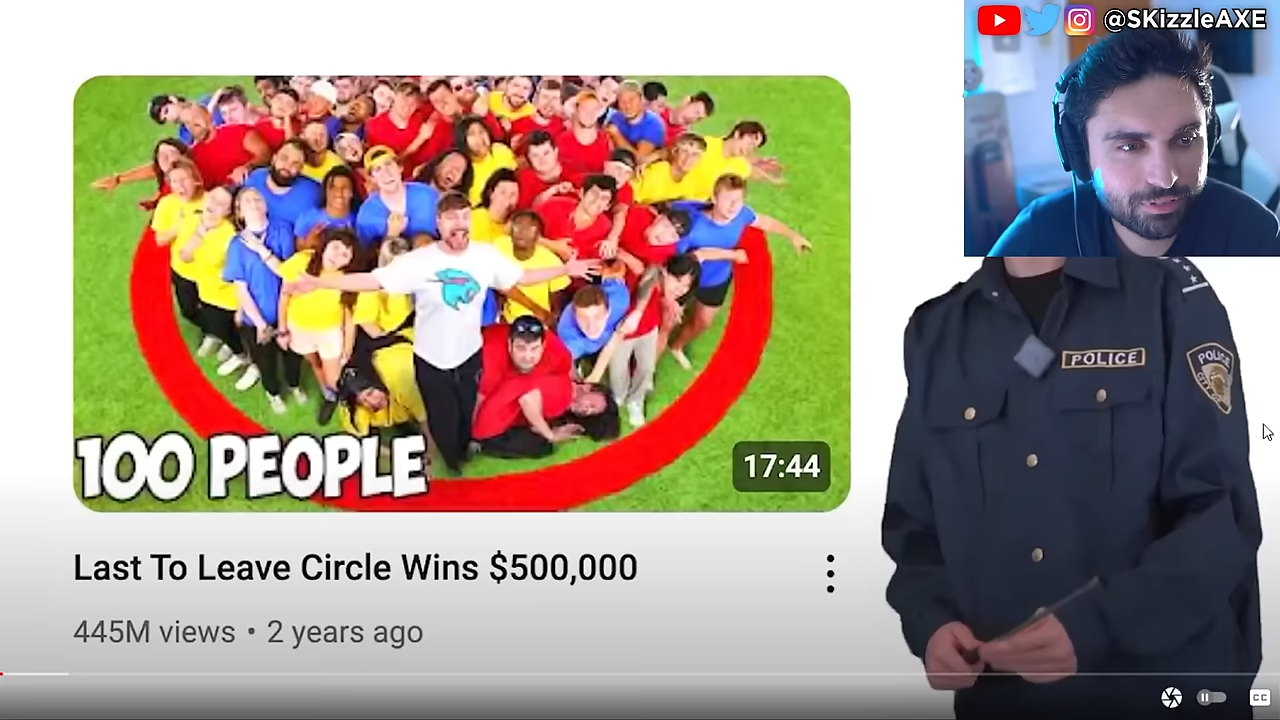 @SKizzleAXE
POLICE
POLICE
100 PEOPLE
17:44
Last To Leave Circle Wins $500,000
445M views • 2 years ago
CC